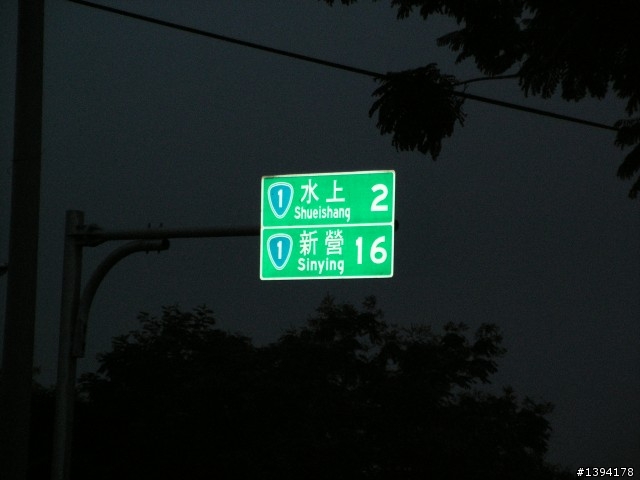 1 水上 2
Shueishang
1 新營 16
Sinying
#1394178